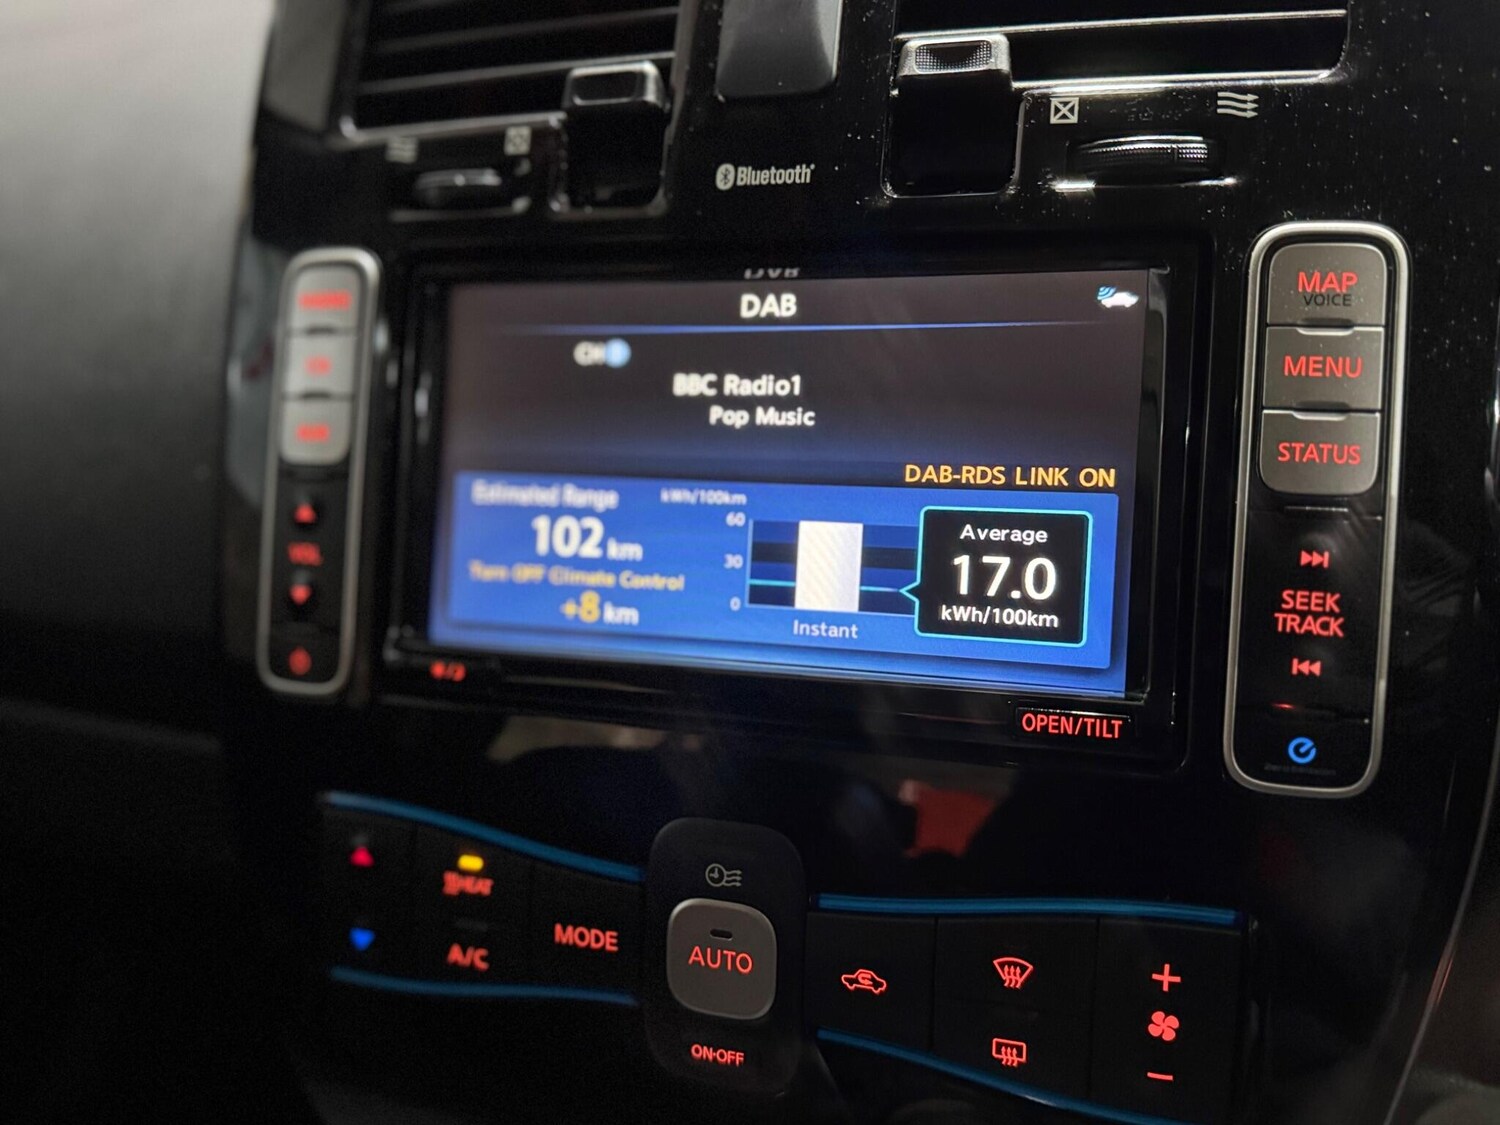 Bluetooth®
DAB
BBC Radio1
Pop Music
DAB-RDS LINK ON
Estimated Range
102 km
Turn OFF Climate Control
+8 km
kWh/100km
60
30
0
Instant
Average
17.0
kWh/100km
MAP
VOICE
MENU
STATUS
SEEK
TRACK
VOL
OPEN/TILT
HEAT
A/C
MODE
AUTO
ON·OFF